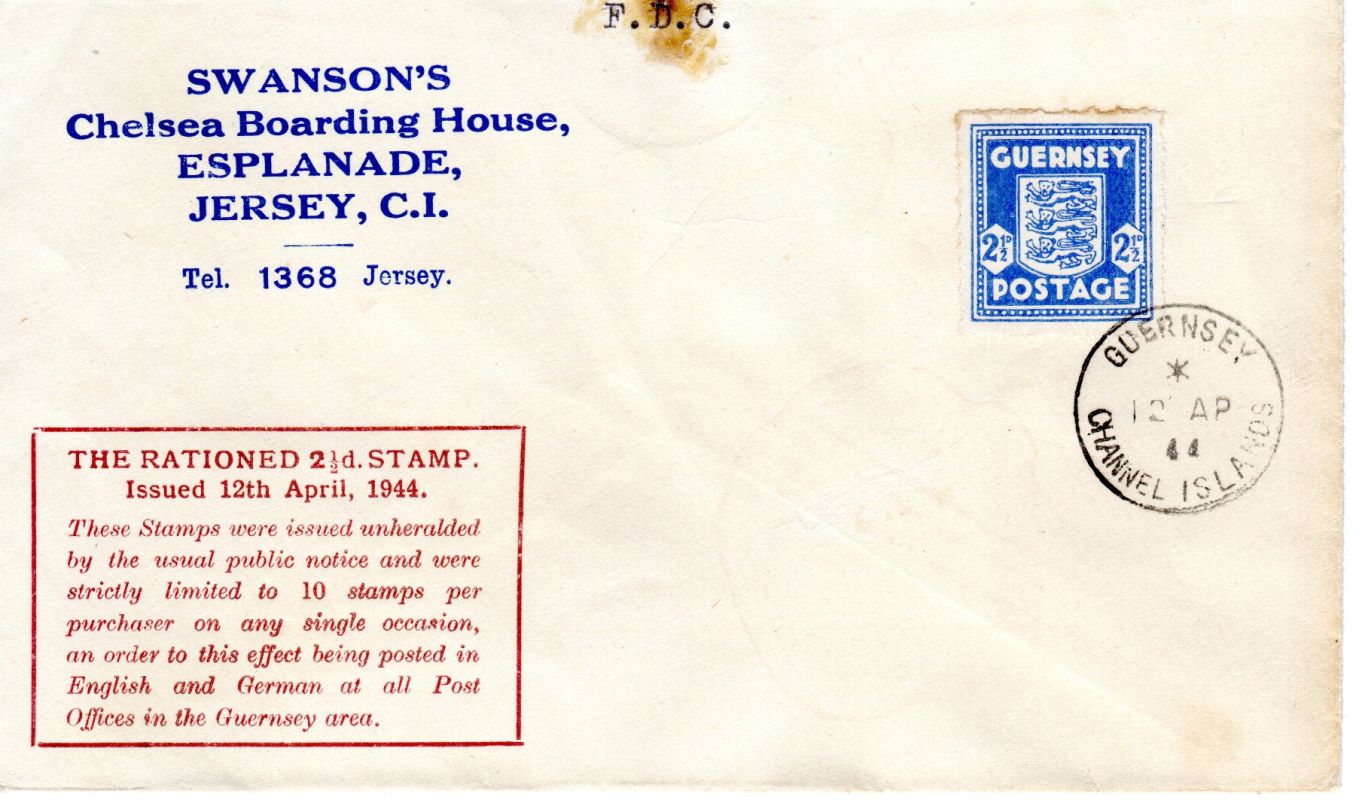 F.D.C.
SWANSON'S
Chelsea Boarding House,
ESPLANADE,
JERSEY, C.I.
Tel. 1368 Jersey.
GUERNSEY
2½D 2½D
POSTAGE
GUERNSEY
12 AP
44
CHANNEL ISLANDS
THE RATIONED 2½d. STAMP.
Issued 12th April, 1944.
These Stamps were issued unheralded
by the usual public notice and were
strictly limited to 10 stamps per
purchaser on any single occasion,
an order to this effect being posted in
English and German at all Post
Offices in the Guernsey area.